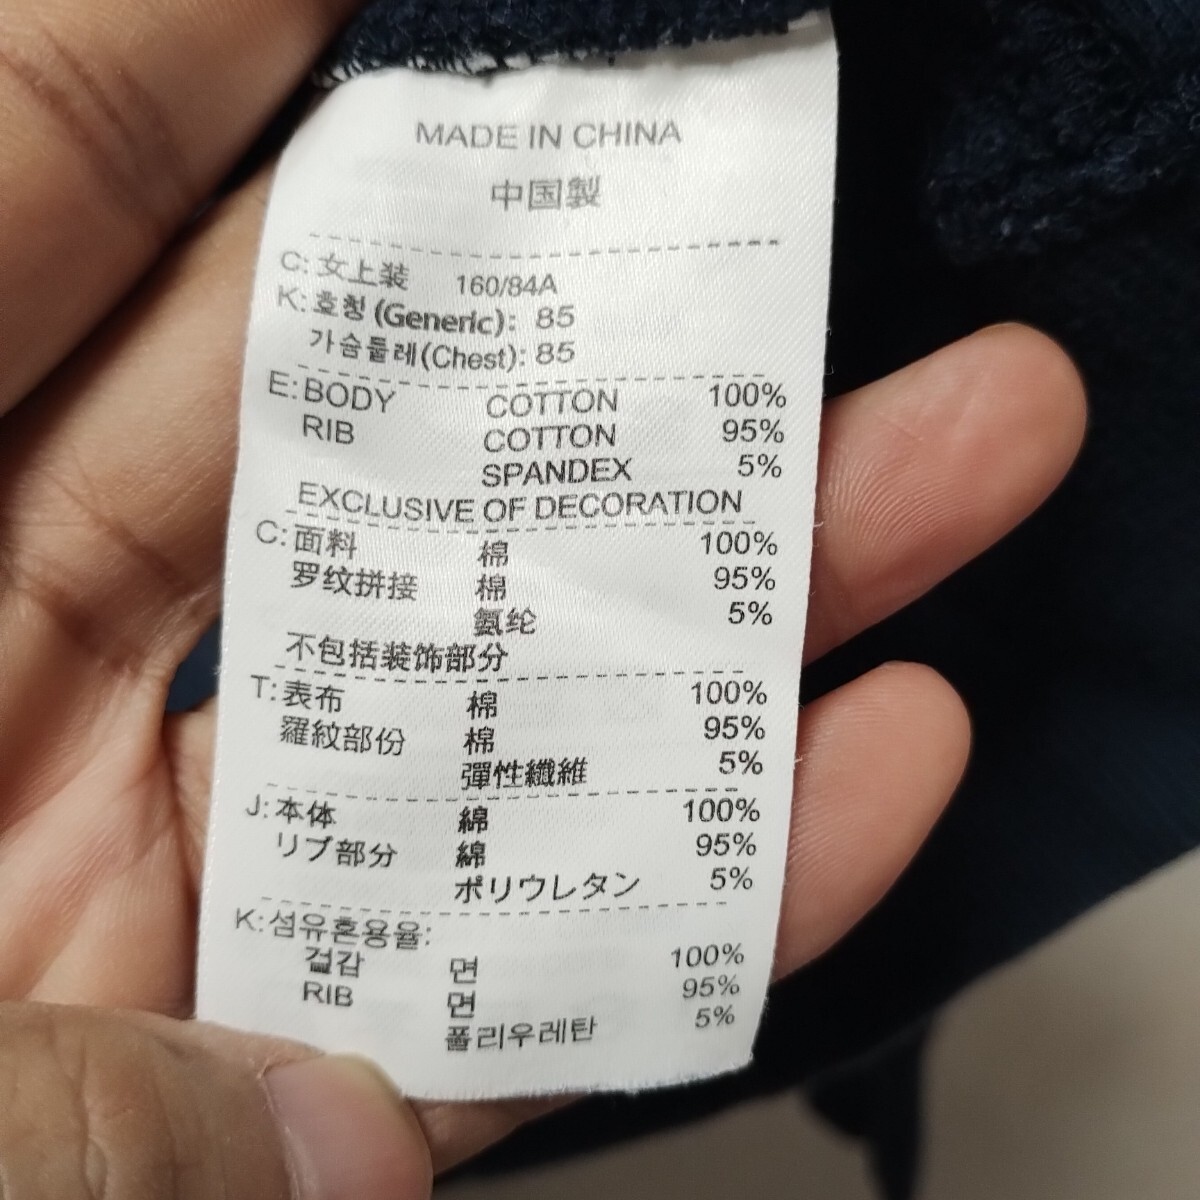 MADE IN CHINA
中国製
C: 女上装 160/84A
K: 호칭 (Generic): 85
가슴둘레(Chest): 85
E: BODY COTTON 100%
RIB COTTON 95%
SPANDEX 5%
EXCLUSIVE OF DECORATION
C: 面料 棉 100%
罗纹拼接 棉 95%
氨纶 5%
不包括装饰部分
T: 表布 棉 100%
羅紋部份 棉 95%
彈性纖維 5%
J: 本体 綿 100%
リブ部分 綿 95%
ポリウレタン 5%
K: 섬유혼용율:
겉감 면 100%
RIB 면 95%
폴리우레탄 5%